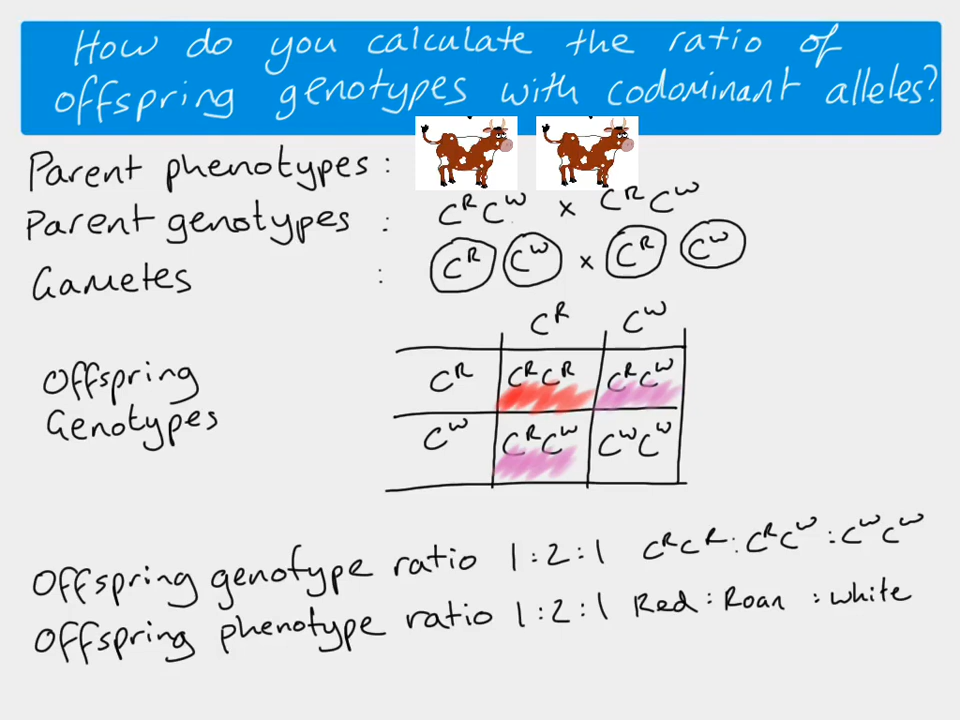 How do you calculate the ratio of
offspring genotypes with codominant alleles?
Parent phenotypes :
Parent genotypes : CᴿCᵂ x CᴿCᵂ
Gametes : Cᴿ Cᵂ x Cᴿ Cᵂ
Cᴿ Cᵂ
Offspring Cᴿ CᴿCᴿ CᴿCᵂ
Genotypes Cᵂ CᴿCᵂ CᵂCᵂ
Offspring genotype ratio 1:2:1 CᴿCᴿ:CᴿCᵂ:CᵂCᵂ
Offspring phenotype ratio 1:2:1 Red:Roan :white